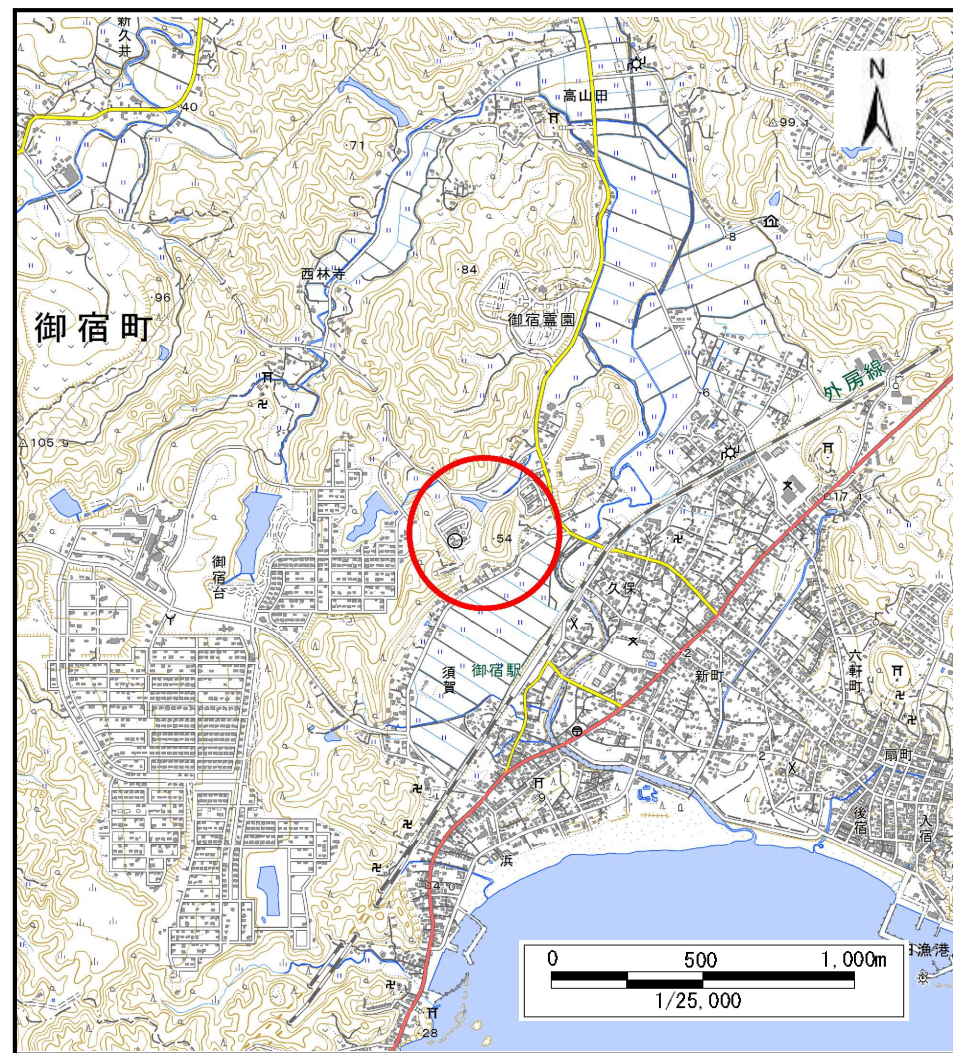 新久井
・40
高山田
N
△99.1
・71
8
西林寺
・84
・96
御宿町
御宿霊園
外房線
6
△105.9
17.4
・54
御宿台
久保
須賀
御宿駅
2
新町
六軒町
2
扇町
9
後宿
入宿
浜
4.0
漁港
・28
0 500 1,000m
1/25,000